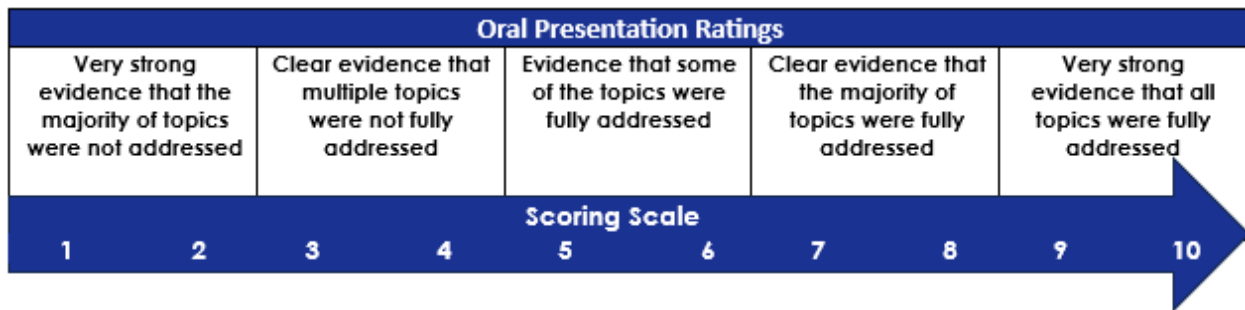 Oral Presentation Ratings
Very strong
evidence that the
majority of topics
were not addressed
Clear evidence that
multiple topics
were not fully
addressed
Evidence that some
of the topics were
fully addressed
Clear evidence that
the majority of
topics were fully
addressed
Very strong
evidence that all
topics were fully
addressed
Scoring Scale
1 2 3 4 5 6 7 8 9 10